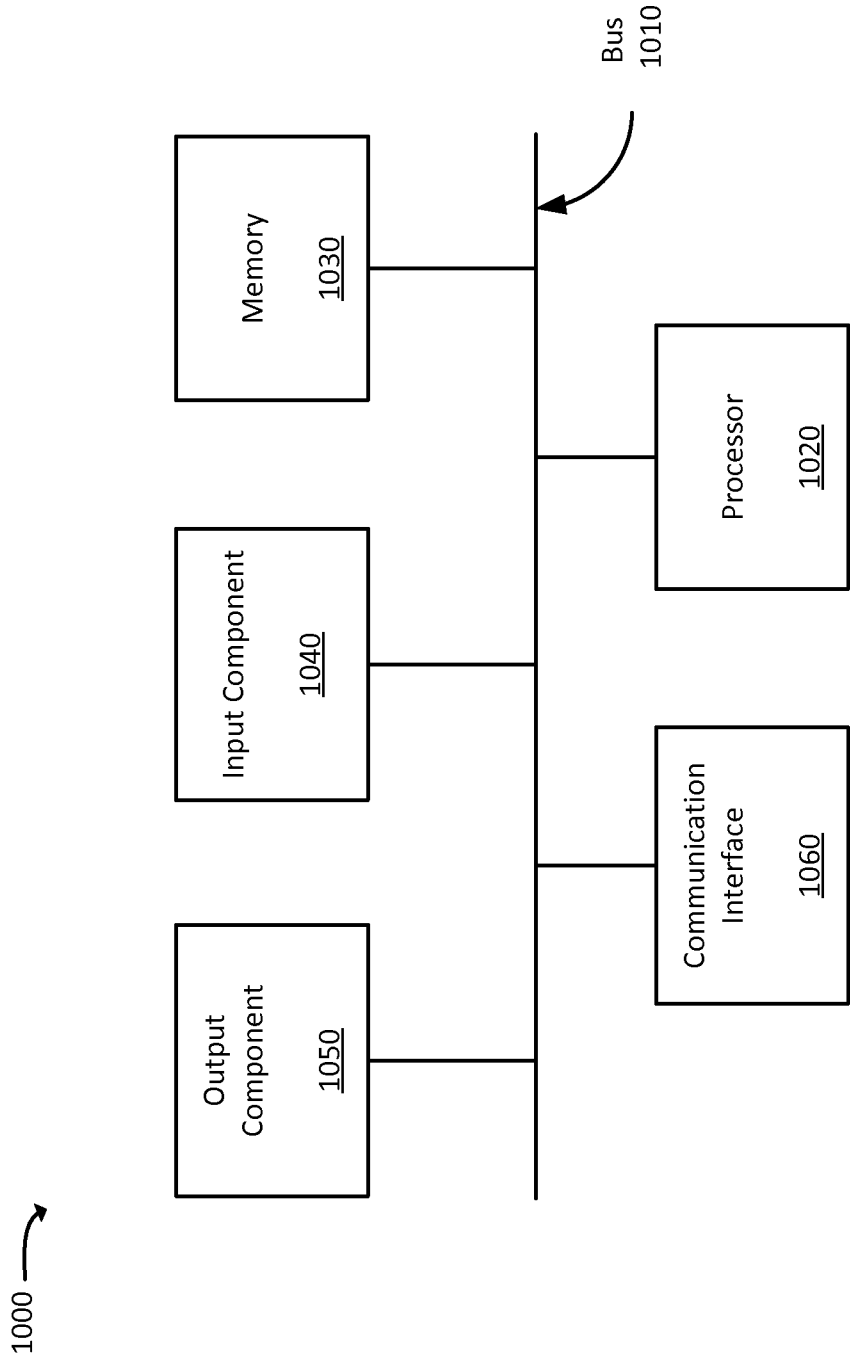 1000
Output
Component
1050
Input Component
1040
Memory
1030
Bus
1010
Communication
Interface
1060
Processor
1020